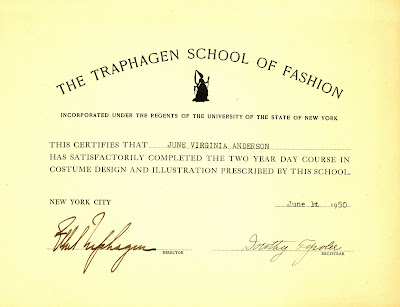 THE TRAPHAGEN SCHOOL OF FASHION
INCORPORATED UNDER THE REGENTS OF THE UNIVERSITY OF THE STATE OF NEW YORK
THIS CERTIFIES THAT JUNE VIRGINIA ANDERSON
HAS SATISFACTORILY COMPLETED THE TWO YEAR DAY COURSE IN
COSTUME DESIGN AND ILLUSTRATION PRESCRIBED BY THIS SCHOOL.
NEW YORK CITY June 1st 1950
Ethel Traphagen DIRECTOR Dorothy REGISTRAR